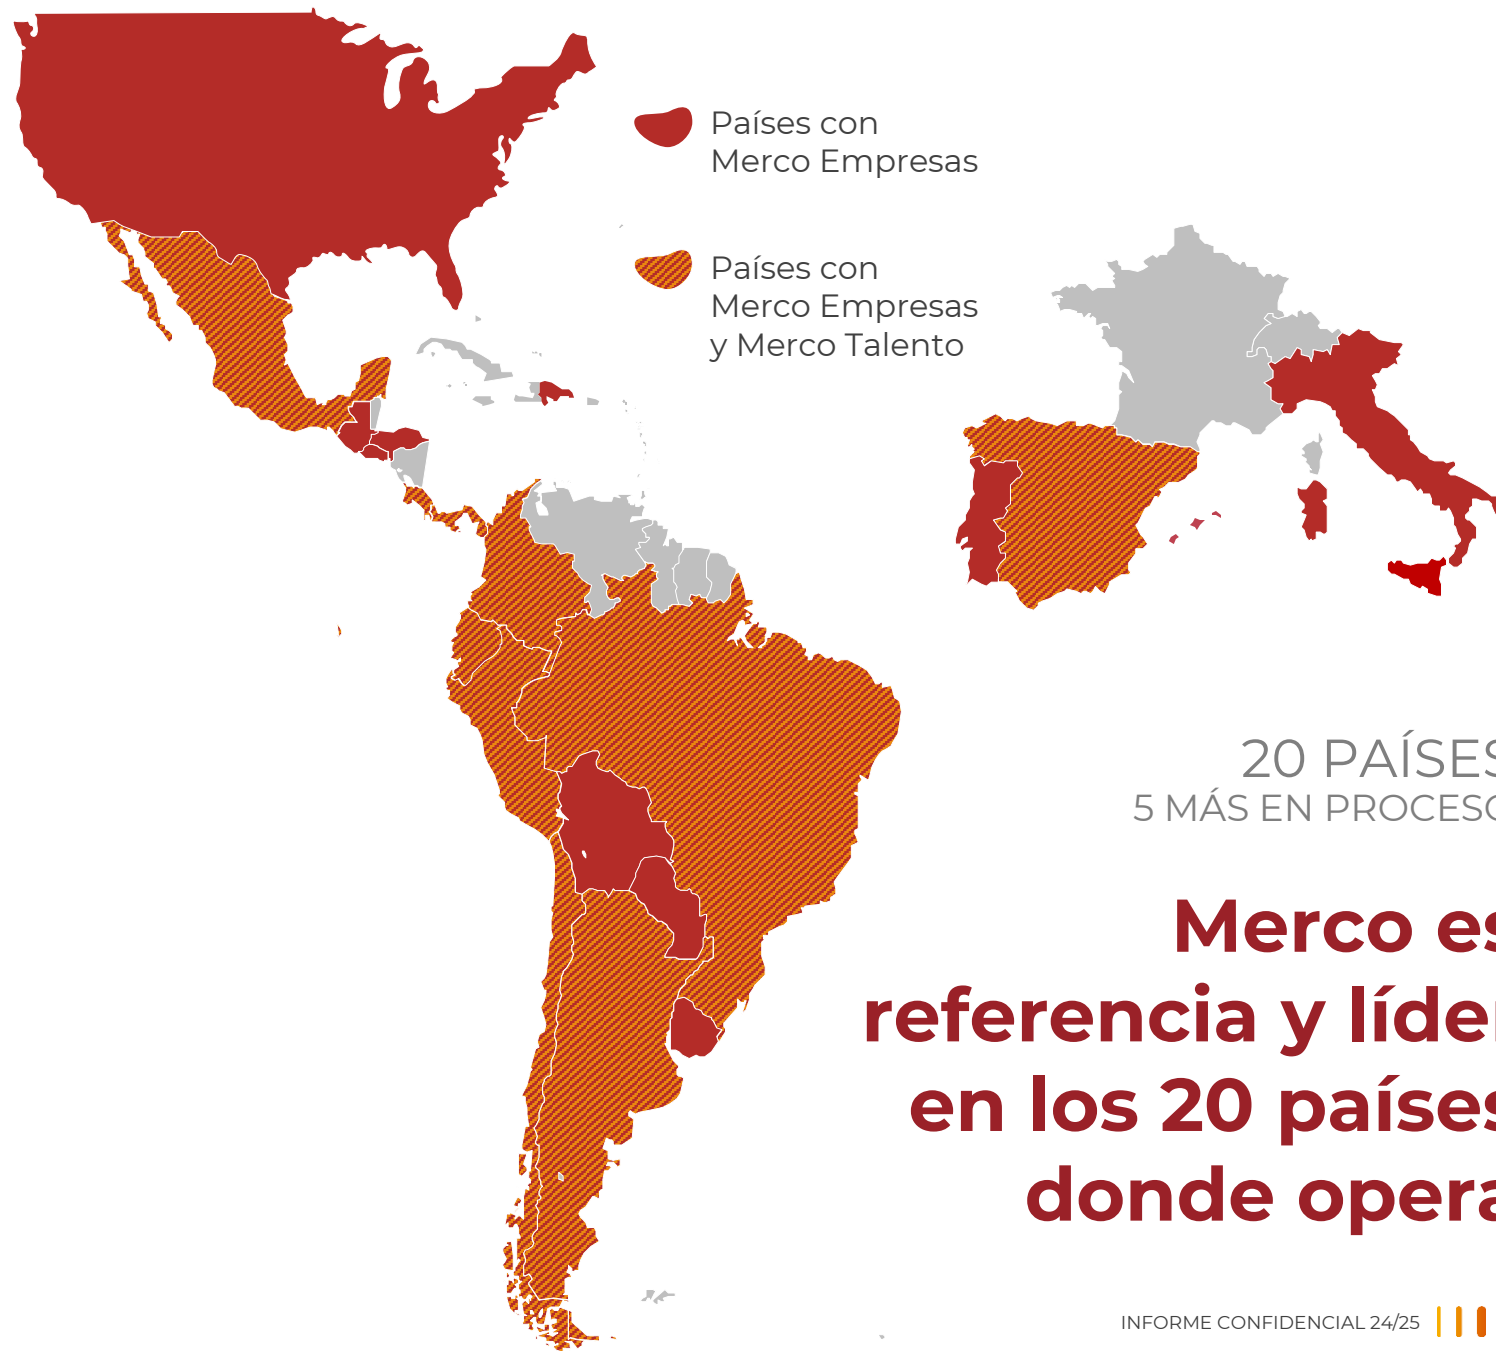 Países con
Merco Empresas
Países con
Merco Empresas
y Merco Talento
20 PAÍSES
5 MÁS EN PROCESO
Merco es
referencia y líder
en los 20 países
donde opera
INFORME CONFIDENCIAL 24/25